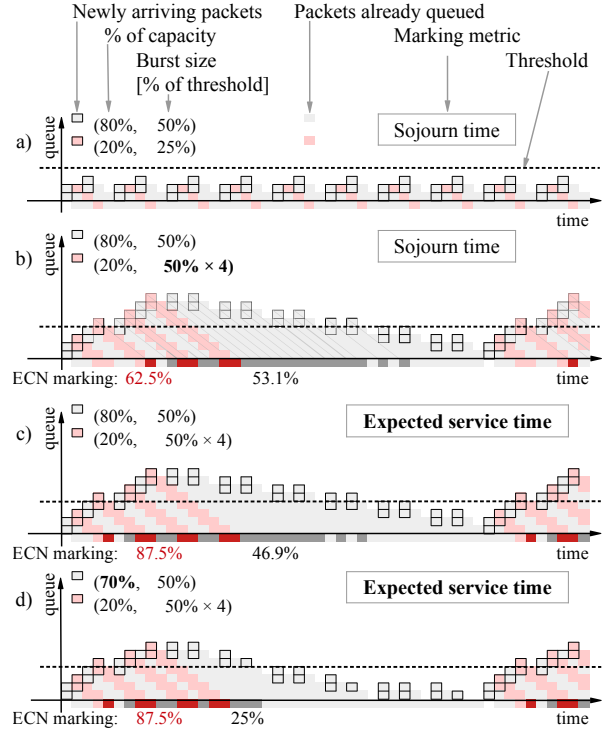 Newly arriving packets Packets already queued
% of capacity Marking metric
Burst size Threshold
[% of threshold]
a) queue (80%, 50%) Sojourn time
(20%, 25%)
time
b) queue (80%, 50%) Sojourn time
(20%, 50% × 4)
ECN marking: 62.5% 53.1% time
c) queue (80%, 50%) Expected service time
(20%, 50% × 4)
ECN marking: 87.5% 46.9% time
d) queue (70%, 50%) Expected service time
(20%, 50% × 4)
ECN marking: 87.5% 25% time